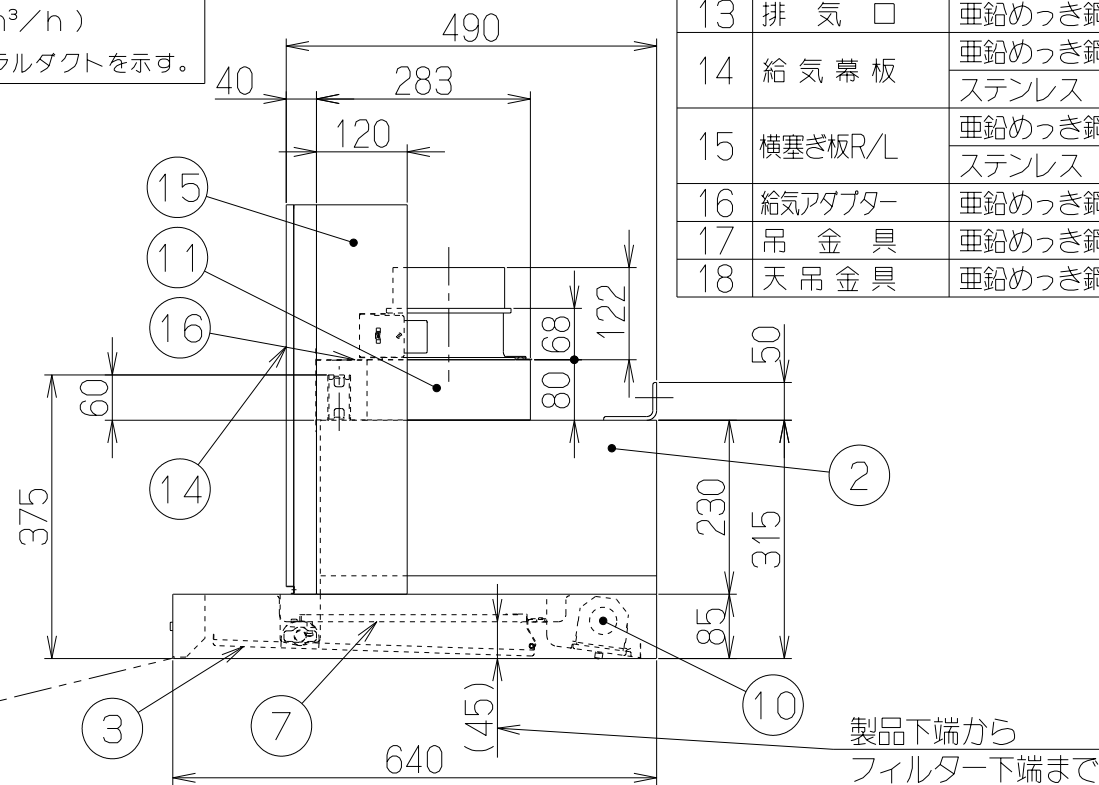 m³/h )
ラルダクトを示す。
13 排気口 亜鉛めっき鋼
14 給気幕板 亜鉛めっき鋼
ステンレス
15 横塞ぎ板R/L 亜鉛めっき鋼
ステンレス
16 給気アダプター 亜鉛めっき鋼
17 吊金具 亜鉛めっき鋼
18 天吊金具 亜鉛めっき鋼
490
40 283
120
15
11
16
14
122
68
80
50
60
375
2
230
315
85
3
7
(45)
10
640
製品下端から
フィルター下端まで